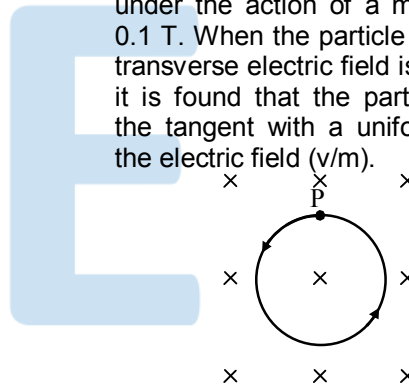 under the action of a m
0.1 T. When the particle
transverse electric field is
it is found that the part
the tangent with a unifo
the electric field (v/m).
× × ×
P
× × ×
× × ×